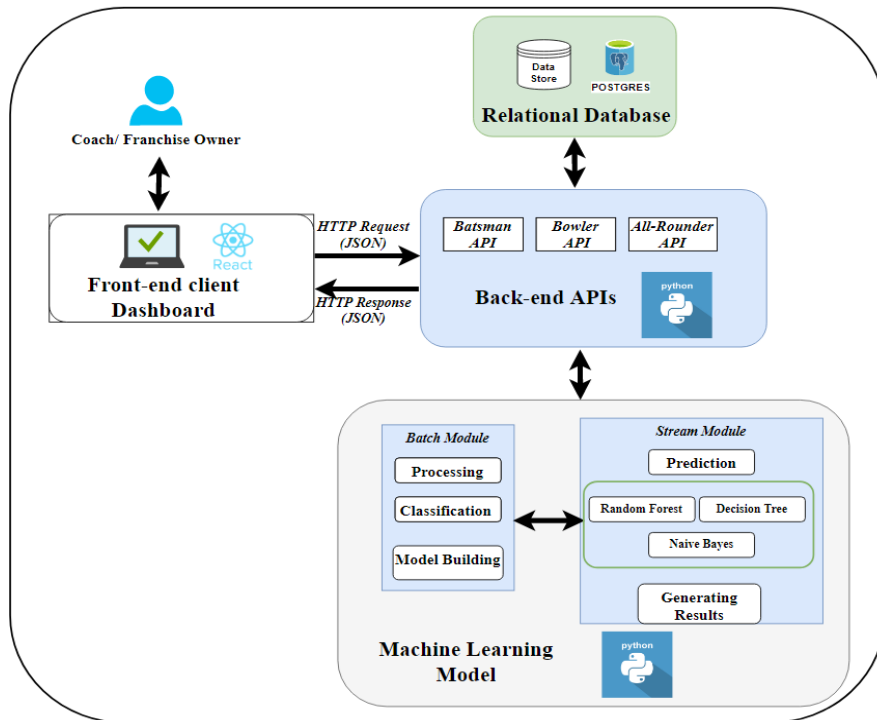 Data
Store
POSTGRES
Relational Database
Coach/ Franchise Owner
React
Front-end client
Dashboard
HTTP Request
(JSON)
HTTP Response
(JSON)
Batsman
API
Bowler
API
All-Rounder
API
Back-end APIs
python
Batch Module
Processing
Classification
Model Building
Stream Module
Prediction
Random Forest
Decision Tree
Naive Bayes
Generating
Results
Machine Learning
Model
python